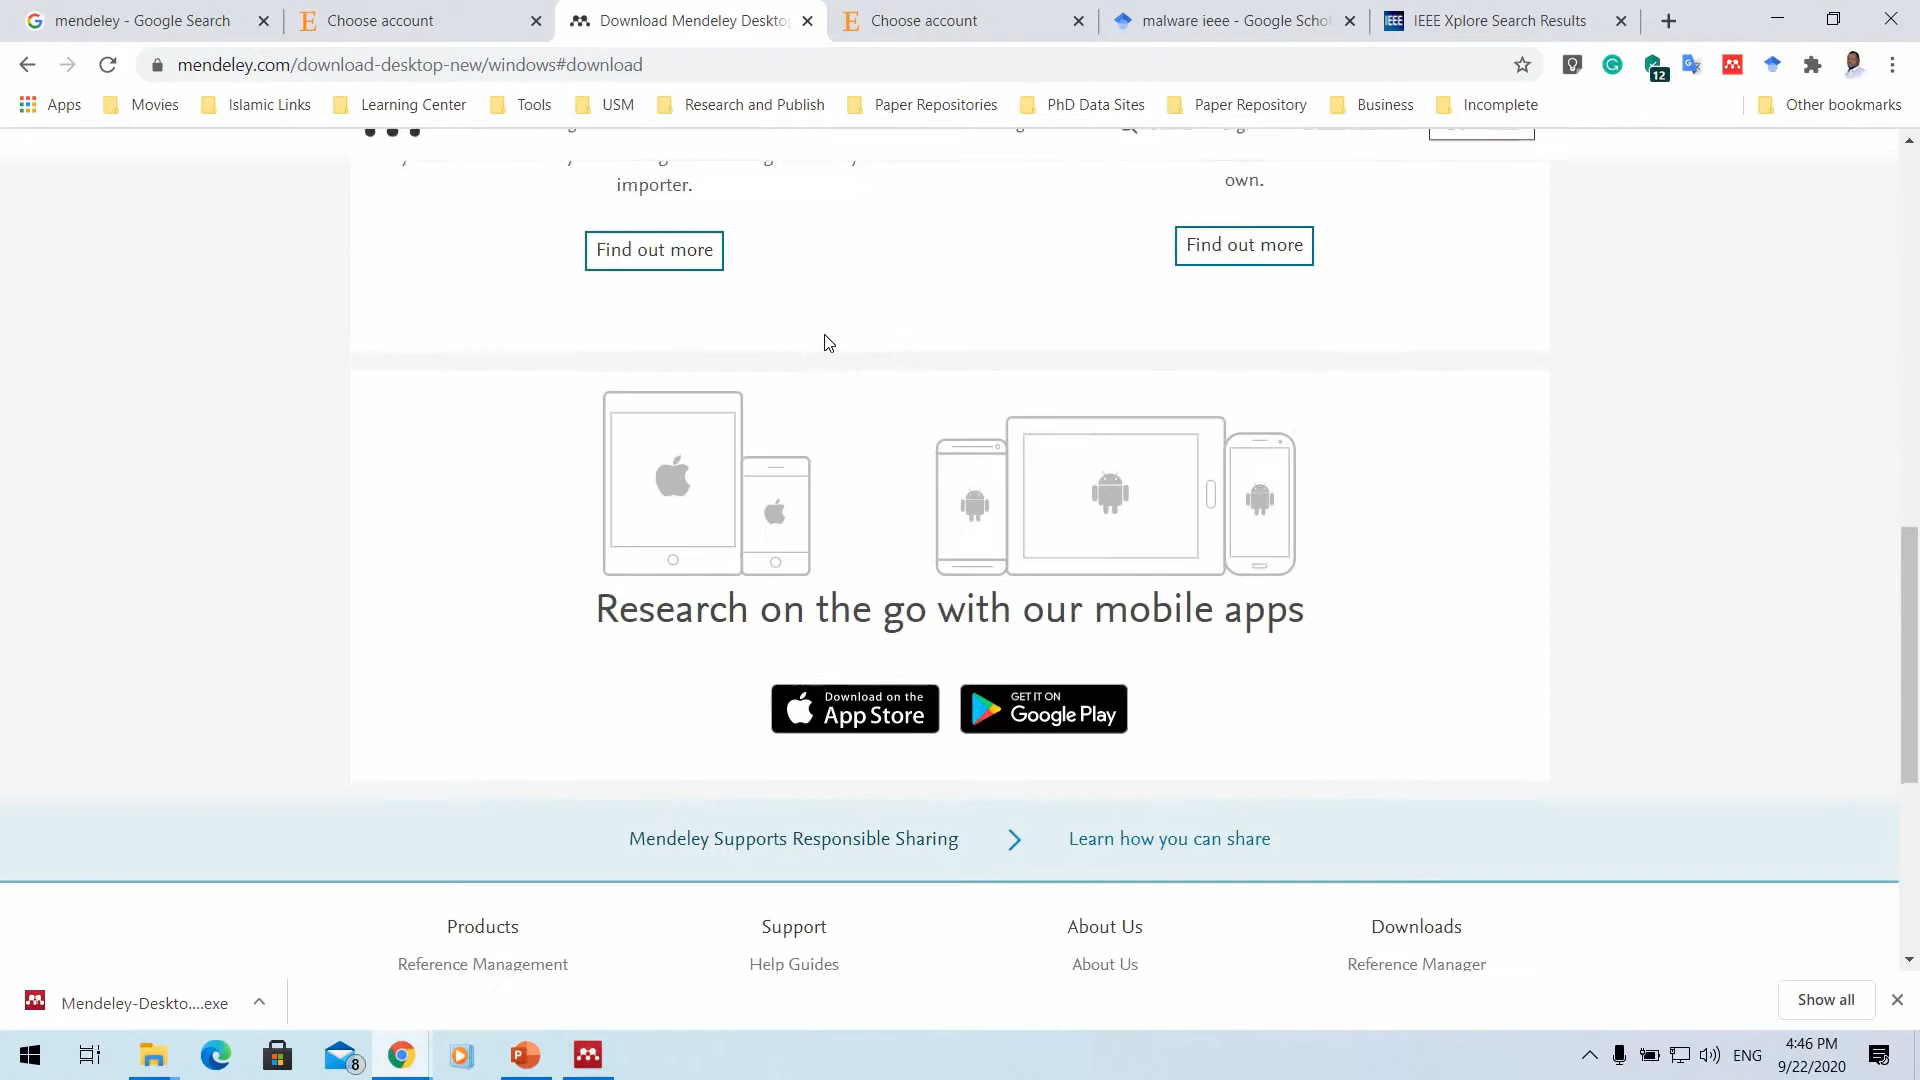 mendeley - Google Search
Choose account
Download Mendeley Deskto
Choose account
malware ieee - Google Schol
IEEE
IEEE Xplore Search Results
mendeley.com/download-desktop-new/windows#download
12
Apps
Movies
Islamic Links
Learning Center
Tools
USM
Research and Publish
Paper Repositories
PhD Data Sites
Paper Repository
Business
Incomplete
Other bookmarks
importer.
own.
Find out more
Find out more
Research on the go with our mobile apps
Download on the
App Store
GET IT ON
Google Play
Mendeley Supports Responsible Sharing
Learn how you can share
Products
Support
About Us
Downloads
Reference Management
Help Guides
About Us
Reference Manager
Mendeley-Deskto....exe
Show all
8
ENG
4:46 PM
9/22/2020